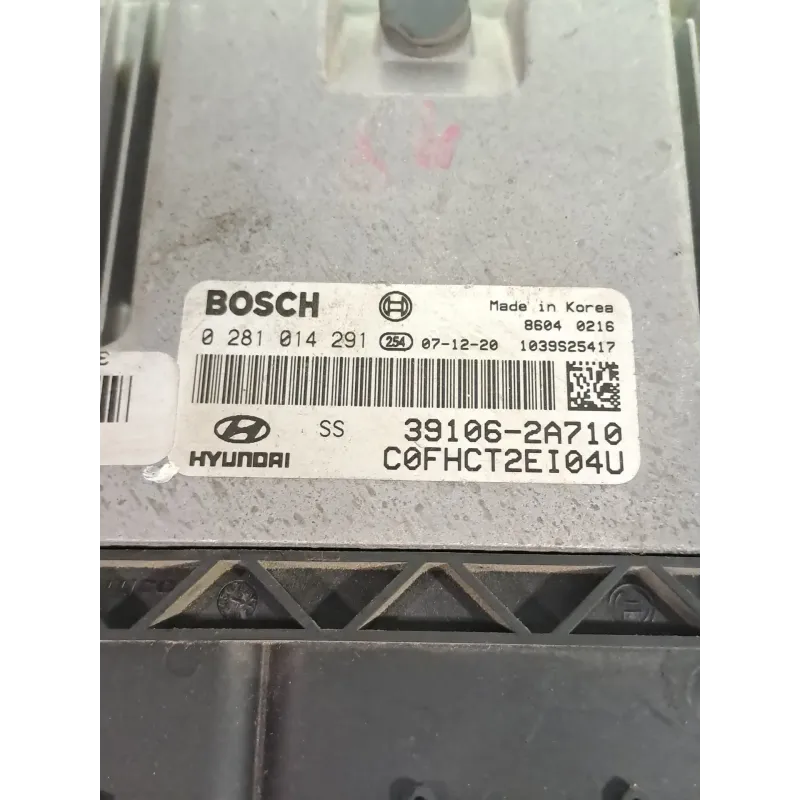 BOSCH
Made in Korea
8604 0216
0 281 014 291 254 07-12-20 1039S25417
SS 39106-2A710
HYUNDAI C0FHCT2EI04U